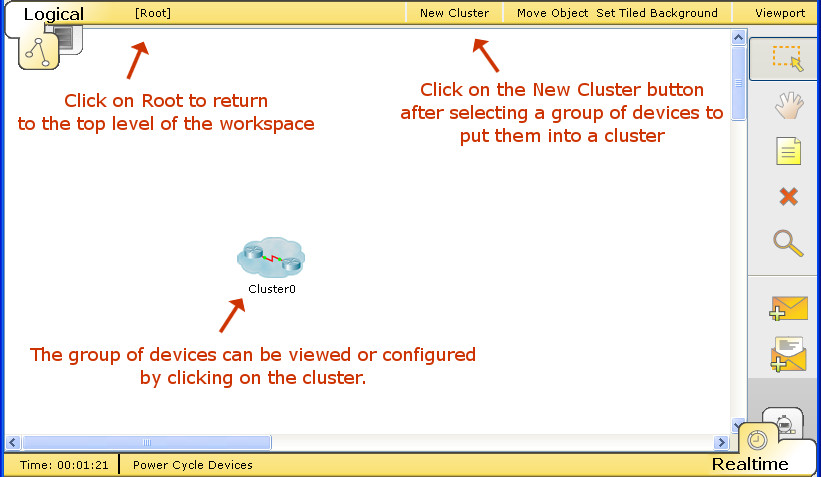 Logical
[Root]
New Cluster
Move Object
Set Tiled Background
Viewport
Click on Root to return
to the top level of the workspace
Click on the New Cluster button
after selecting a group of devices to
put them into a cluster
Cluster0
The group of devices can be viewed or configured
by clicking on the cluster.
Time: 00:01:21
Power Cycle Devices
Realtime